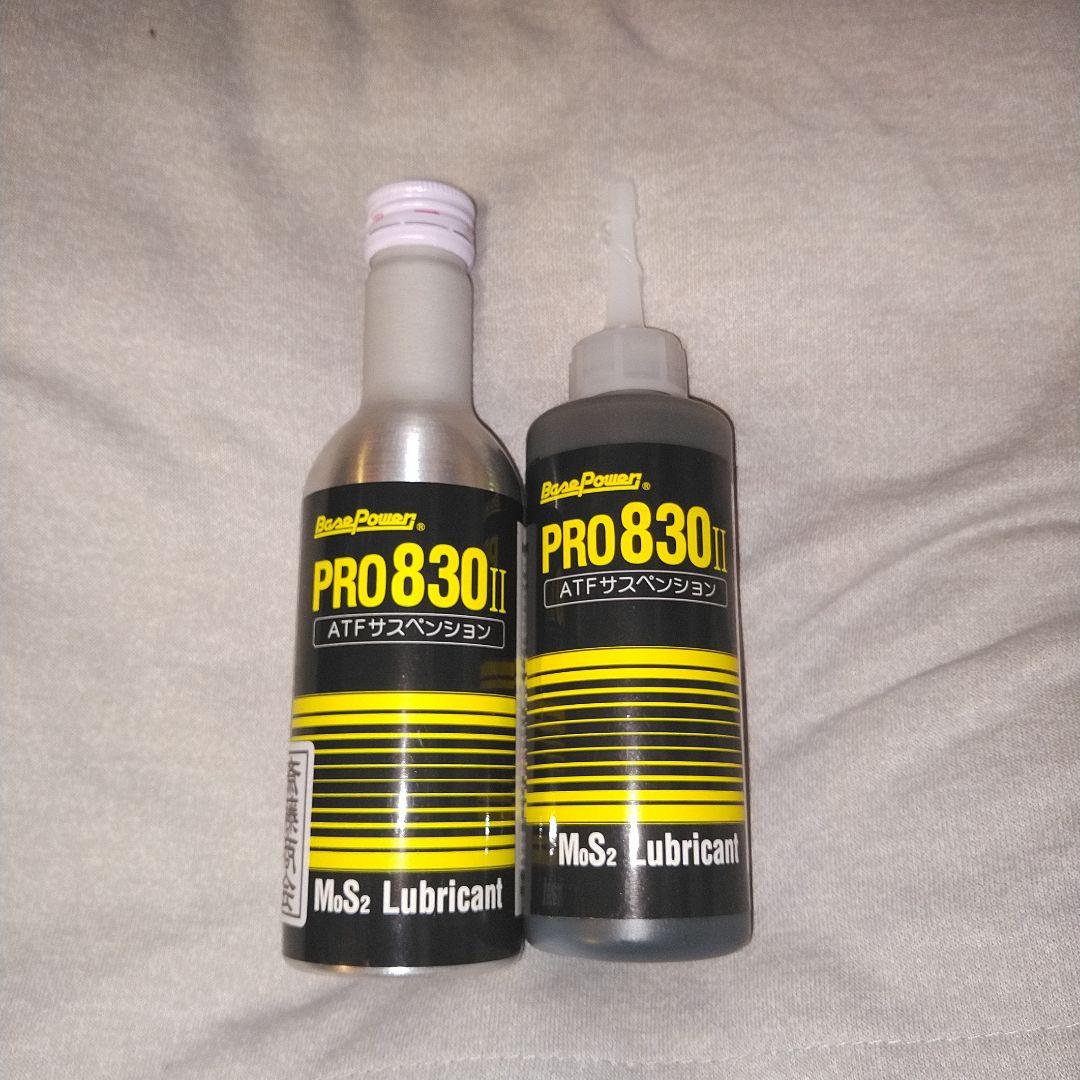 BasePower ®
PRO830II
ATFサスペンション
MoS2 Lubricant
BasePower ®
PRO830II
ATFサスペンション
MoS2 Lubricant